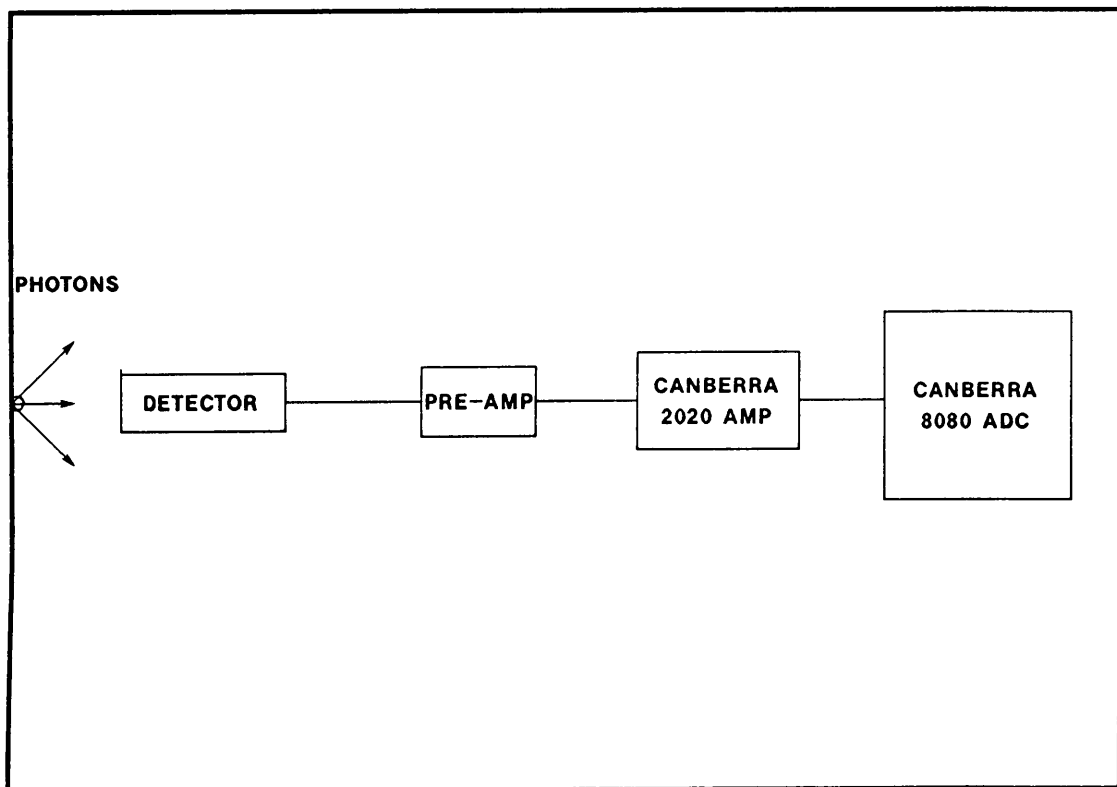 PHOTONS
DETECTOR
PRE-AMP
CANBERRA
2020 AMP
CANBERRA
8080 ADC